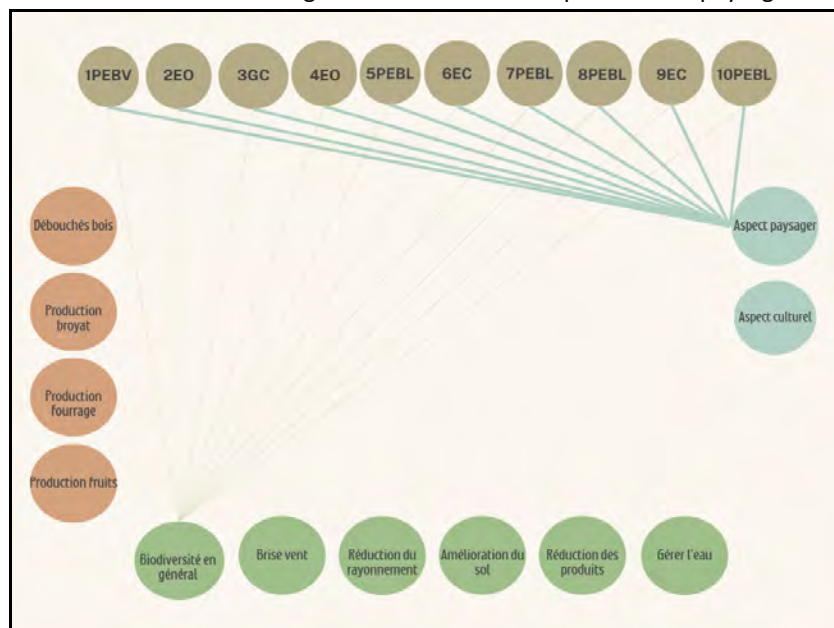 1PEBV 2EO 3GC 4EO 5PEBL 6EC 7PEBL 8PEBL 9EC 10PEBL
Débouchés bois
Aspect paysager
Production
broyat
Aspect culturel
Production
fourrage
Production fruits
Biodiversité en
général
Brise vent
Réduction du
rayonnement
Amélioration du
sol
Réduction des
produits
Gérer l'eau